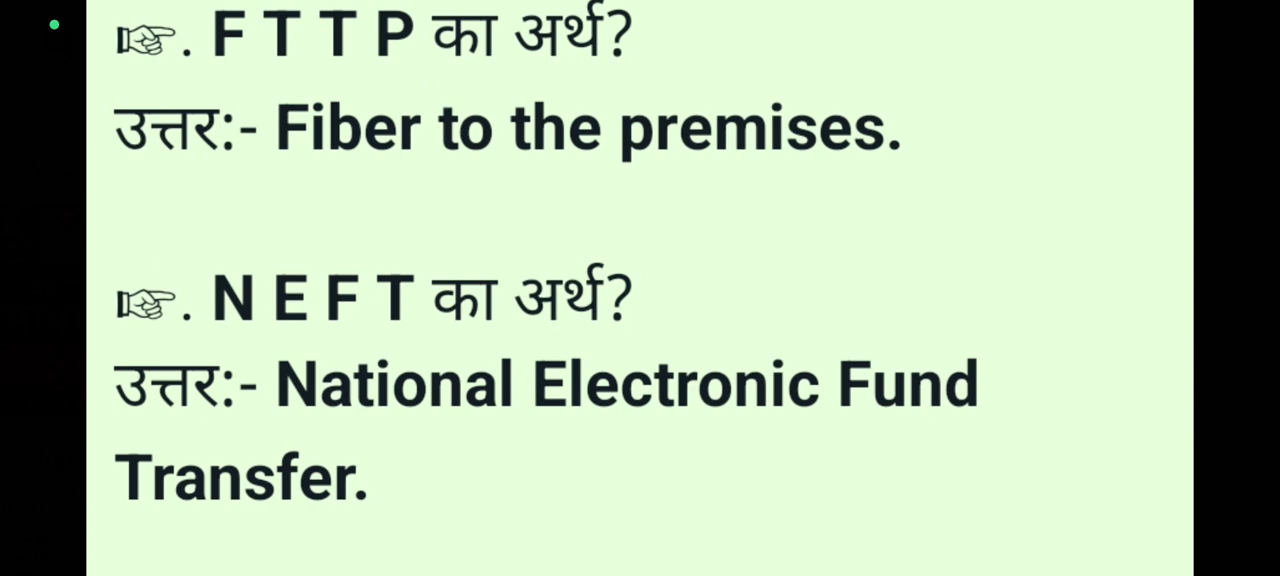 ☞. F T T P का अर्थ?
उत्तर:- Fiber to the premises.
☞. N E F T का अर्थ?
उत्तर:- National Electronic Fund
Transfer.